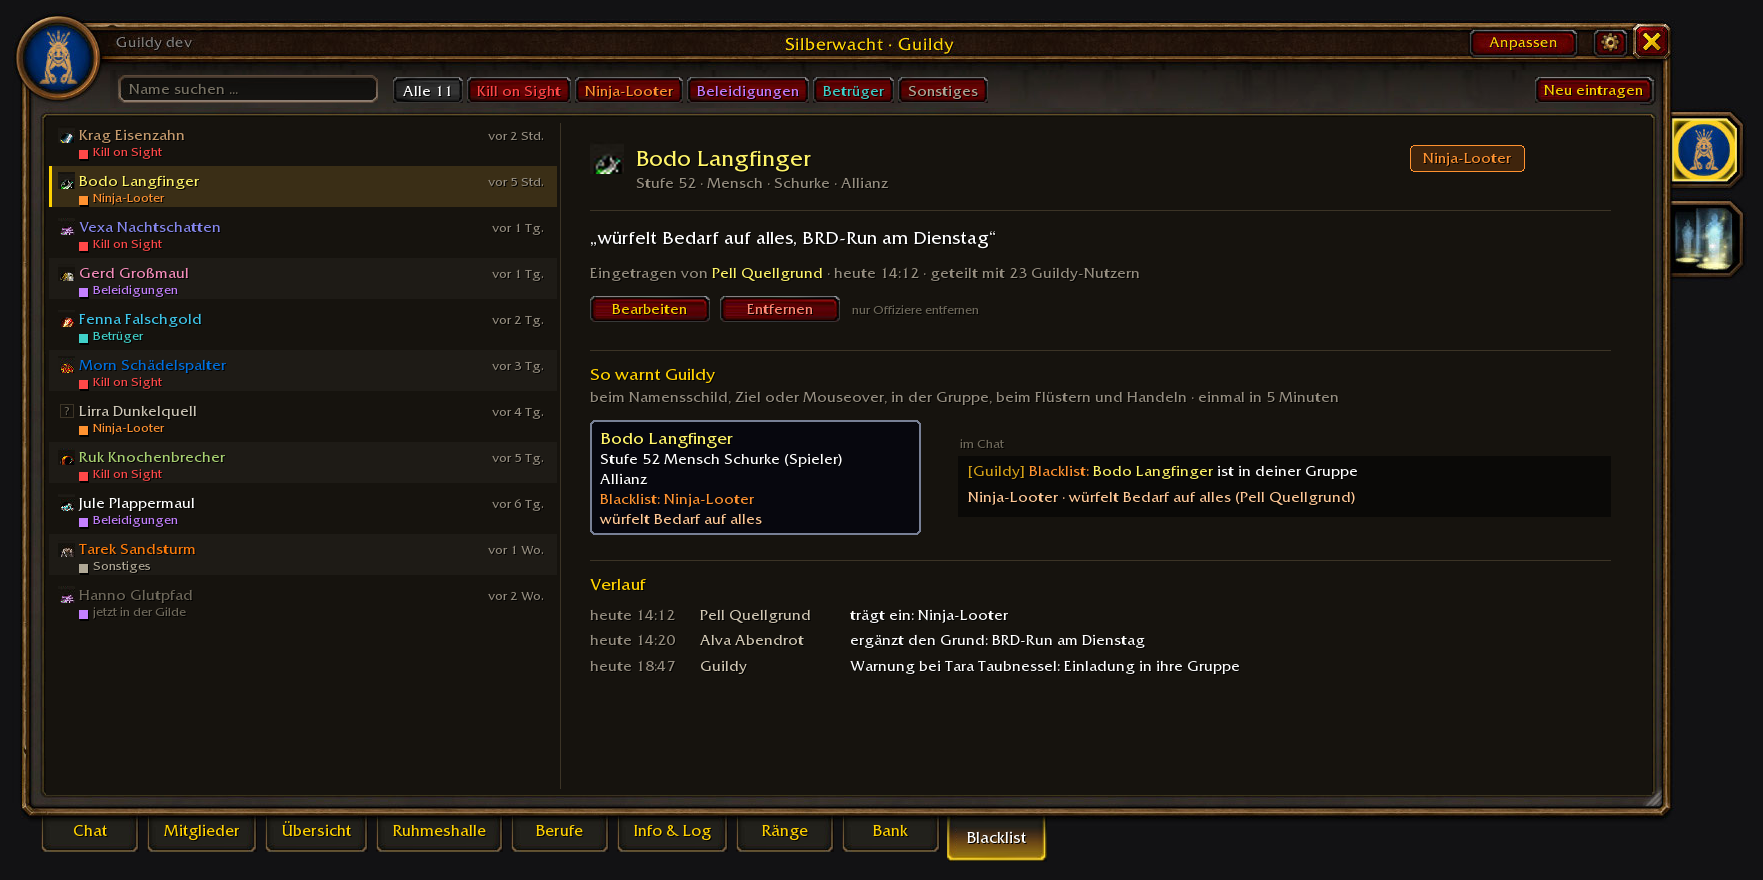 Guildy dev
Silberwacht · Guildy
Anpassen
Name suchen ...
Alle 11
Kill on Sight
Ninja-Looter
Beleidigungen
Betrüger
Sonstiges
Neu eintragen
Krag Eisenzahn
vor 2 Std.
Kill on Sight
Bodo Langfinger
vor 5 Std.
Ninja-Looter
Vexa Nachtschatten
vor 1 Tg.
Kill on Sight
Gerd Großmaul
vor 1 Tg.
Beleidigungen
Fenna Falschgold
vor 2 Tg.
Betrüger
Morn Schädelspalter
vor 3 Tg.
Kill on Sight
?
Lirra Dunkelquell
vor 4 Tg.
Ninja-Looter
Ruk Knochenbrecher
vor 5 Tg.
Kill on Sight
Jule Plappermaul
vor 6 Tg.
Beleidigungen
Tarek Sandsturm
vor 1 Wo.
Sonstiges
Hanno Glutpfad
vor 2 Wo.
jetzt in der Gilde
Bodo Langfinger
Stufe 52 · Mensch · Schurke · Allianz
Ninja-Looter
„würfelt Bedarf auf alles, BRD-Run am Dienstag“
Eingetragen von Pell Quellgrund · heute 14:12 · geteilt mit 23 Guildy-Nutzern
Bearbeiten
Entfernen
nur Offiziere entfernen
So warnt Guildy
beim Namensschild, Ziel oder Mouseover, in der Gruppe, beim Flüstern und Handeln · einmal in 5 Minuten
Bodo Langfinger
Stufe 52 Mensch Schurke (Spieler)
Allianz
Blacklist: Ninja-Looter
würfelt Bedarf auf alles
im Chat
[Guildy] Blacklist: Bodo Langfinger ist in deiner Gruppe
Ninja-Looter · würfelt Bedarf auf alles (Pell Quellgrund)
Verlauf
heute 14:12 Pell Quellgrund trägt ein: Ninja-Looter
heute 14:20 Alva Abendrot ergänzt den Grund: BRD-Run am Dienstag
heute 18:47 Guildy Warnung bei Tara Taubnessel: Einladung in ihre Gruppe
Chat
Mitglieder
Übersicht
Ruhmeshalle
Berufe
Info & Log
Ränge
Bank
Blacklist